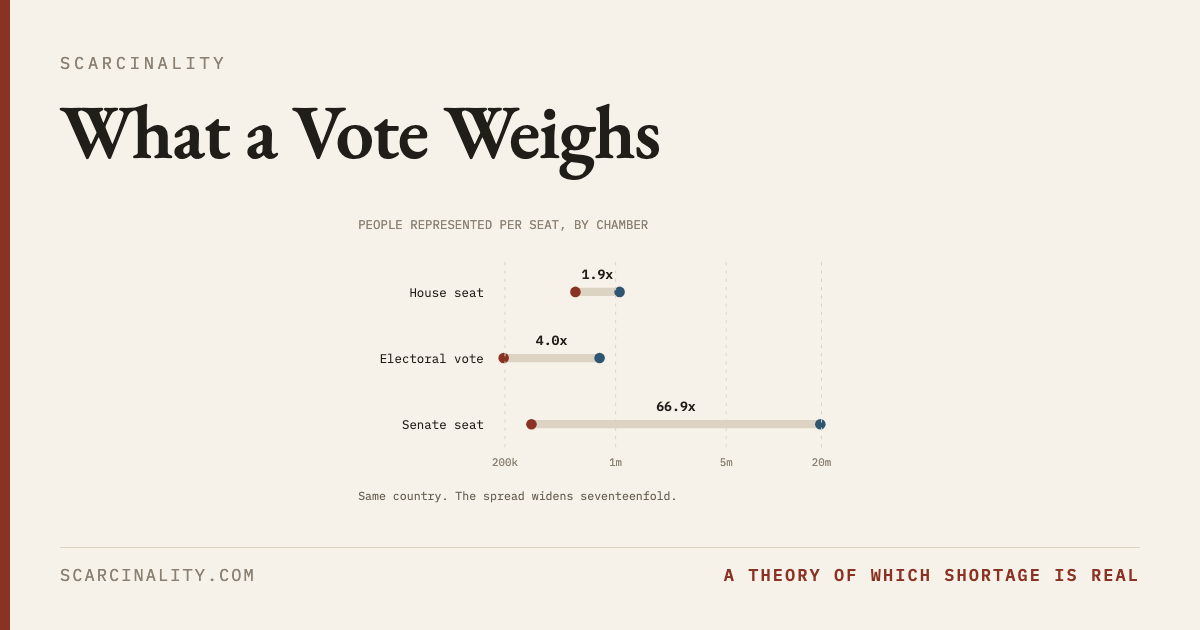 SCARCINALITY
What a Vote Weighs
PEOPLE REPRESENTED PER SEAT, BY CHAMBER
1.9x
House seat
4.0x
Electoral vote
66.9x
Senate seat
200k 1m 5m 20m
Same country. The spread widens seventeenfold.
SCARCINALITY.COM
A THEORY OF WHICH SHORTAGE IS REAL